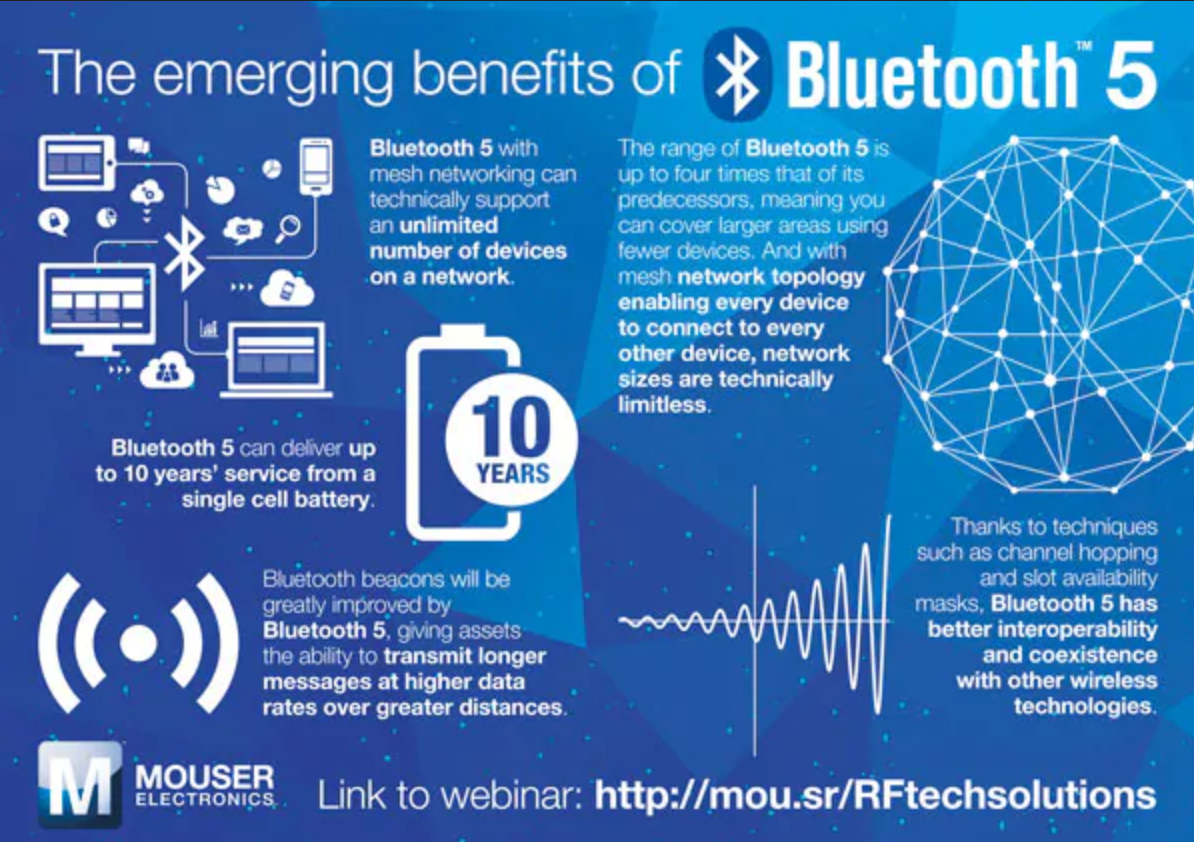 The emerging benefits of Bluetooth™ 5
Bluetooth 5 with
mesh networking can
technically support
an unlimited
number of devices
on a network.
The range of Bluetooth 5 is
up to four times that of its
predecessors, meaning you
can cover larger areas using
fewer devices. And with
mesh network topology
enabling every device
to connect to every
other device, network
sizes are technically
limitless.
Bluetooth 5 can deliver up
to 10 years' service from a
single cell battery.
10
YEARS
Bluetooth beacons will be
greatly improved by
Bluetooth 5, giving assets
the ability to transmit longer
messages at higher data
rates over greater distances.
Thanks to techniques
such as channel hopping
and slot availability
masks, Bluetooth 5 has
better interoperability
and coexistence
with other wireless
technologies.
M
MOUSER
ELECTRONICS
Link to webinar: http://mou.sr/RFtechsolutions